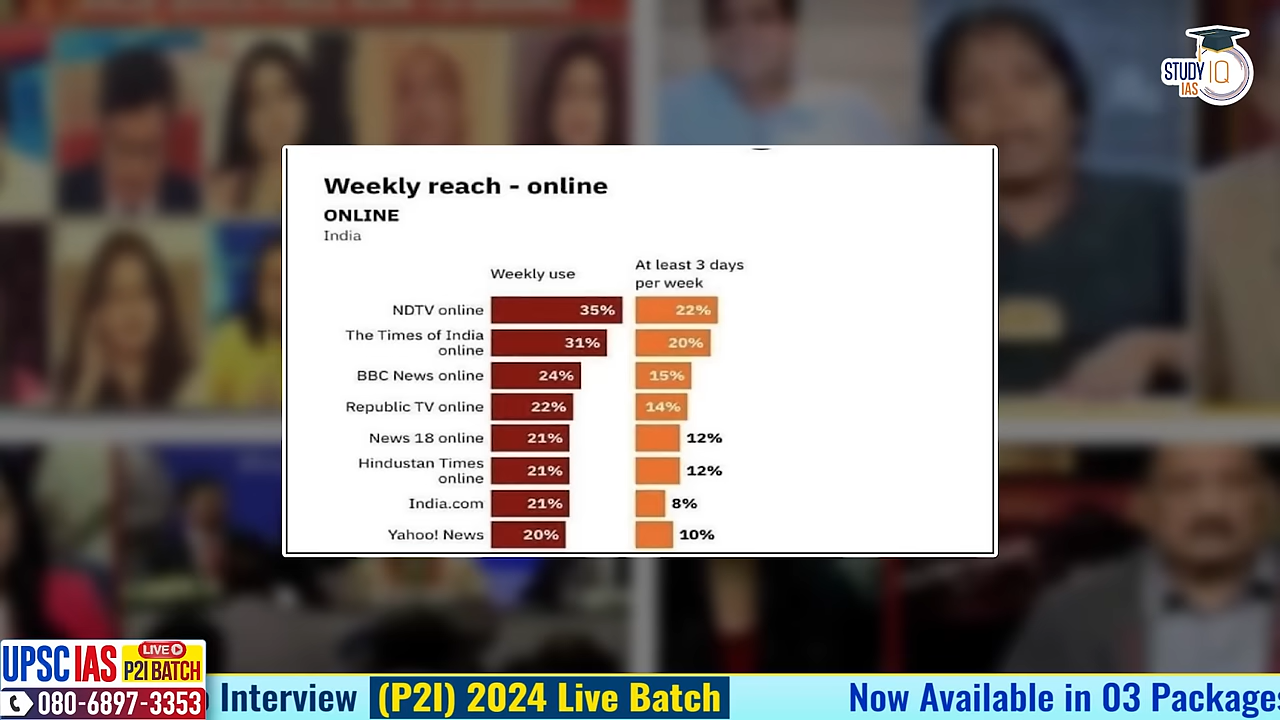 STUDY IQ
IAS
Weekly reach - online
ONLINE
India
Weekly use
At least 3 days
per week
NDTV online 35% 22%
The Times of India
online 31% 20%
BBC News online 24% 15%
Republic TV online 22% 14%
News 18 online 21% 12%
Hindustan Times
online 21% 12%
India.com 21% 8%
Yahoo! News 20% 10%
UPSC IAS LIVE
P2I BATCH
080-6897-3353
Interview (P2I) 2024 Live Batch Now Available in 03 Packages